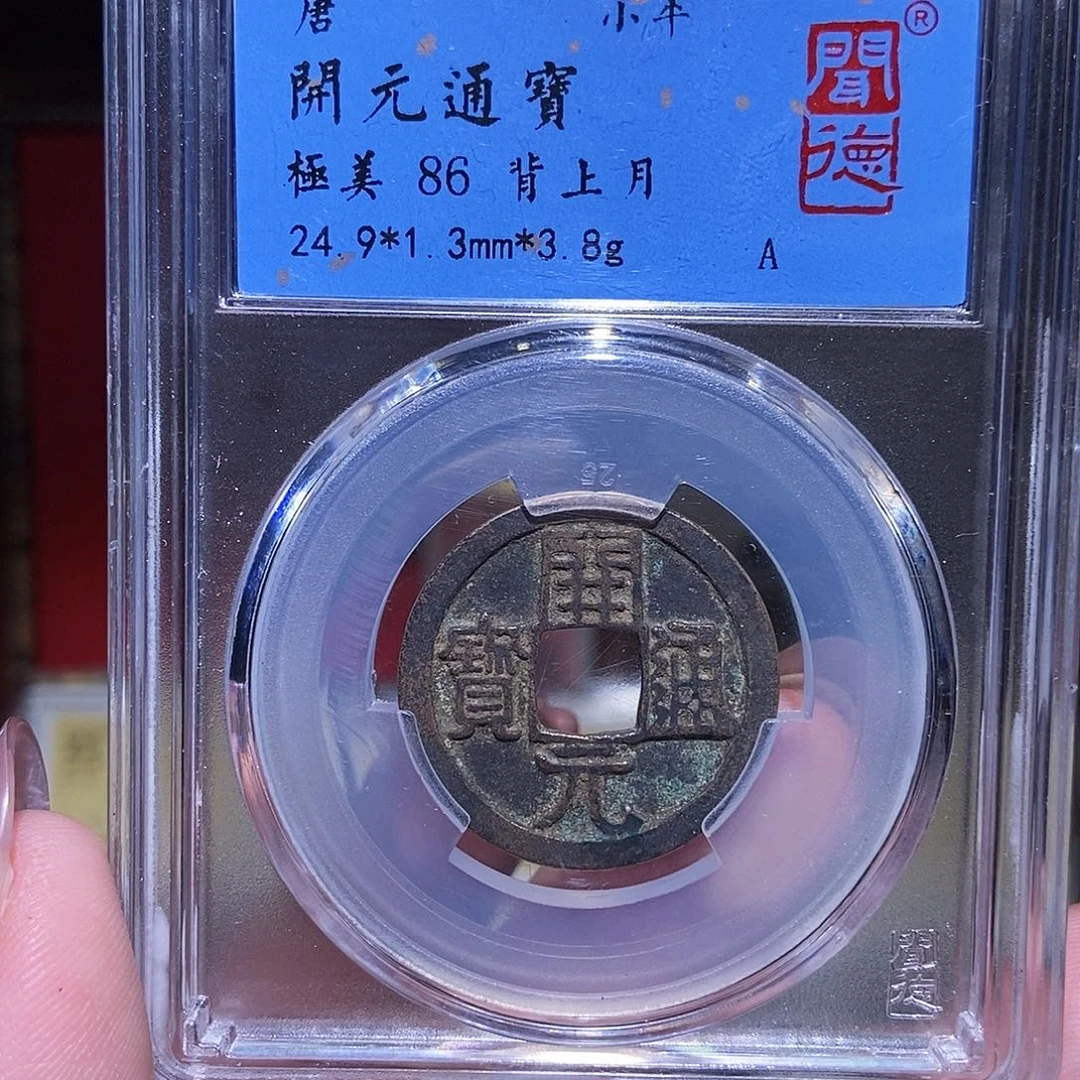 唐 小平
開元通寶
極美 86 背上月
24.9*1.3mm*3.8g A
聞德
®
25
開元通寶
聞德